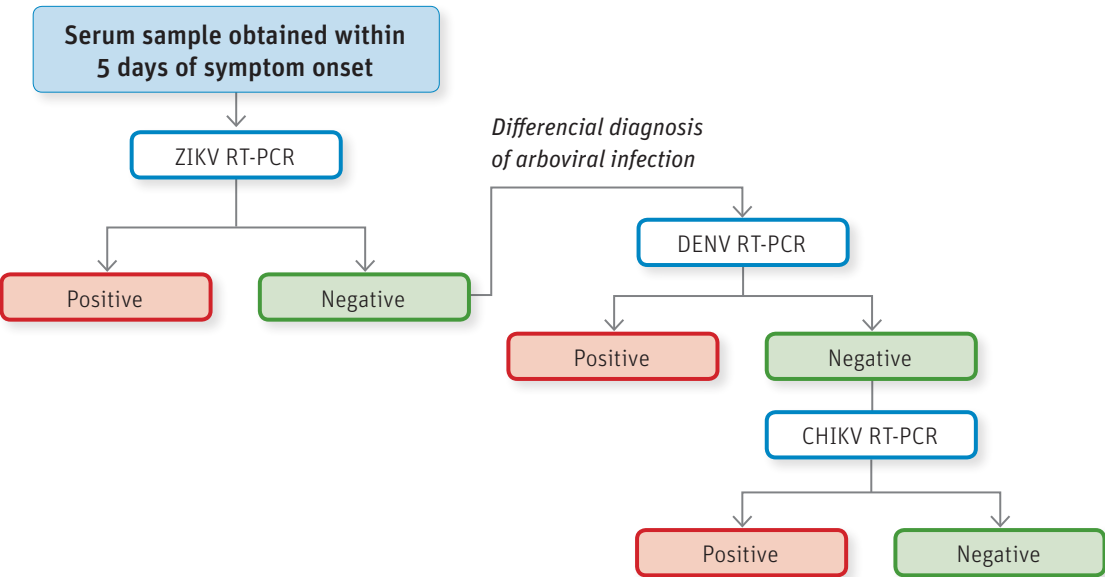 Serum sample obtained within
5 days of symptom onset
ZIKV RT-PCR
Positive
Negative
Differencial diagnosis
of arboviral infection
DENV RT-PCR
Positive
Negative
CHIKV RT-PCR
Positive
Negative